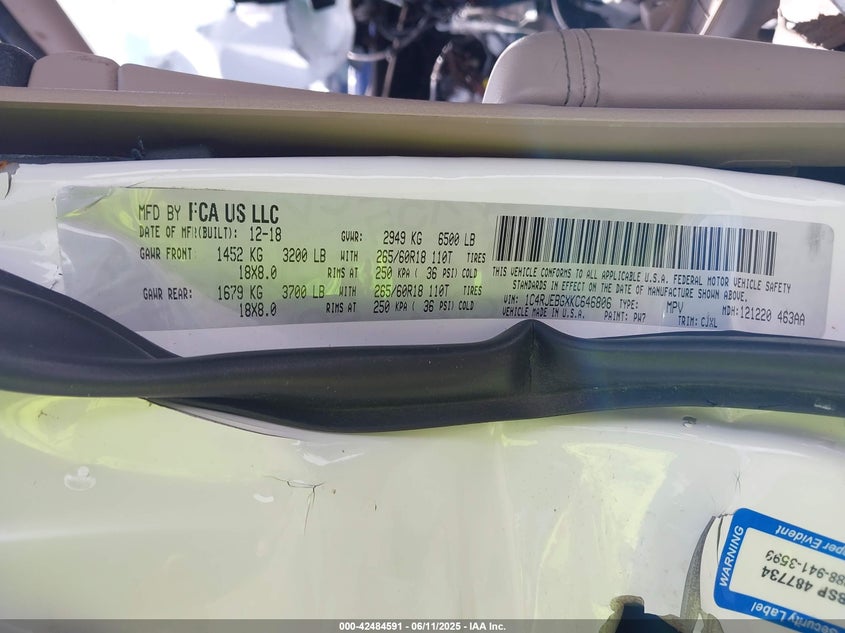 MFD BY FCA US LLC
DATE OF MFR(BUILT): 12-18 GVWR: 2949 KG 6500 LB
GAWR FRONT: 1452 KG 3200 LB WITH 265/60R18 110T TIRES
18X8.0 RIMS AT 250 KPA ( 36 PSI) COLD
GAWR REAR: 1679 KG 3700 LB WITH 265/60R18 110T TIRES
18X8.0 RIMS AT 250 KPA ( 36 PSI) COLD
THIS VEHICLE CONFORMS TO ALL APPLICABLE U.S.A. FEDERAL MOTOR VEHICLE SAFETY
STANDARDS IN EFFECT ON THE DATE OF MANUFACTURE SHOWN ABOVE.
VIN: 1C4RJEBGXKC646806 TYPE: MPV MDH:121220 463AA
VEHICLE MADE IN U.S.A. PAINT: PW7 TRIM: CJXL
WARNING
Security Label
BSP 487734
88-941-3599
per Evident
000-42484591 - 06/11/2025 - IAA Inc.